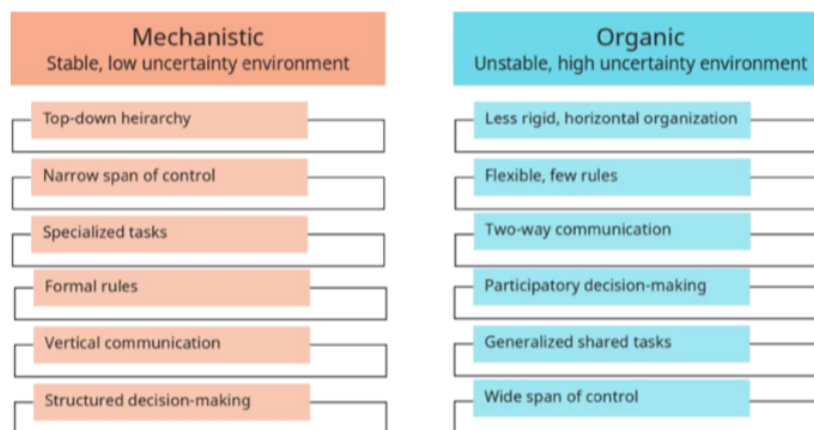 Mechanistic
Stable, low uncertainty environment
Top-down heirarchy
Narrow span of control
Specialized tasks
Formal rules
Vertical communication
Structured decision-making
Organic
Unstable, high uncertainty environment
Less rigid, horizontal organization
Flexible, few rules
Two-way communication
Participatory decision-making
Generalized shared tasks
Wide span of control